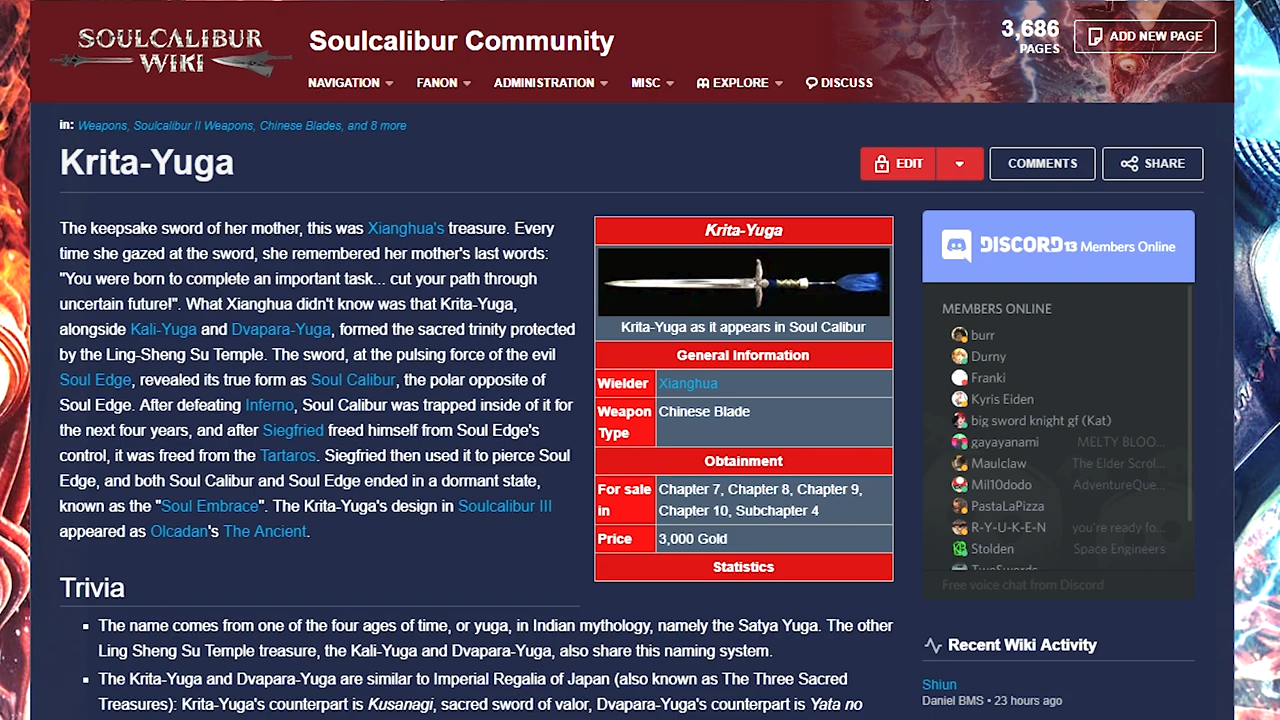 SOULCALIBUR
WIKI
Soulcalibur Community
3,686
PAGES
ADD NEW PAGE
NAVIGATION
FANON
ADMINISTRATION
MISC
EXPLORE
DISCUSS
in: Weapons, Soulcalibur II Weapons, Chinese Blades, and 8 more
Krita-Yuga
EDIT
COMMENTS
SHARE
The keepsake sword of her mother, this was Xianghua's treasure. Every
time she gazed at the sword, she remembered her mother's last words:
"You were born to complete an important task... cut your path through
uncertain future!". What Xianghua didn't know was that Krita-Yuga,
alongside Kali-Yuga and Dvapara-Yuga, formed the sacred trinity protected
by the Ling-Sheng Su Temple. The sword, at the pulsing force of the evil
Soul Edge, revealed its true form as Soul Calibur, the polar opposite of
Soul Edge. After defeating Inferno, Soul Calibur was trapped inside of it for
the next four years, and after Siegfried freed himself from Soul Edge's
control, it was freed from the Tartaros. Siegfried then used it to pierce Soul
Edge, and both Soul Calibur and Soul Edge ended in a dormant state,
known as the "Soul Embrace". The Krita-Yuga's design in Soulcalibur III
appeared as Olcadan's The Ancient.
Krita-Yuga
Krita-Yuga as it appears in Soul Calibur
General Information
Wielder Xianghua
Weapon Type Chinese Blade
Obtainment
For sale in Chapter 7, Chapter 8, Chapter 9,
Chapter 10, Subchapter 4
Price 3,000 Gold
Statistics
DISCORD 13 Members Online
MEMBERS ONLINE
burr
Durny
Franki
Kyris Eiden
big sword knight gf (Kat)
gayayanami MELTY BLOO...
Maulclaw The Elder Scrol...
Mil10dodo AdventureQue...
PastaLaPizza
R-Y-U-K-E-N you're ready fo...
Stolden Space Engineers
TwoSwords
Free voice chat from Discord
Trivia
The name comes from one of the four ages of time, or yuga, in Indian mythology, namely the Satya Yuga. The other
Ling Sheng Su Temple treasure, the Kali-Yuga and Dvapara-Yuga, also share this naming system.
The Krita-Yuga and Dvapara-Yuga are similar to Imperial Regalia of Japan (also known as The Three Sacred
Treasures): Krita-Yuga's counterpart is Kusanagi, sacred sword of valor, Dvapara-Yuga's counterpart is Yata no
Recent Wiki Activity
Shiun
Daniel BMS • 23 hours ago